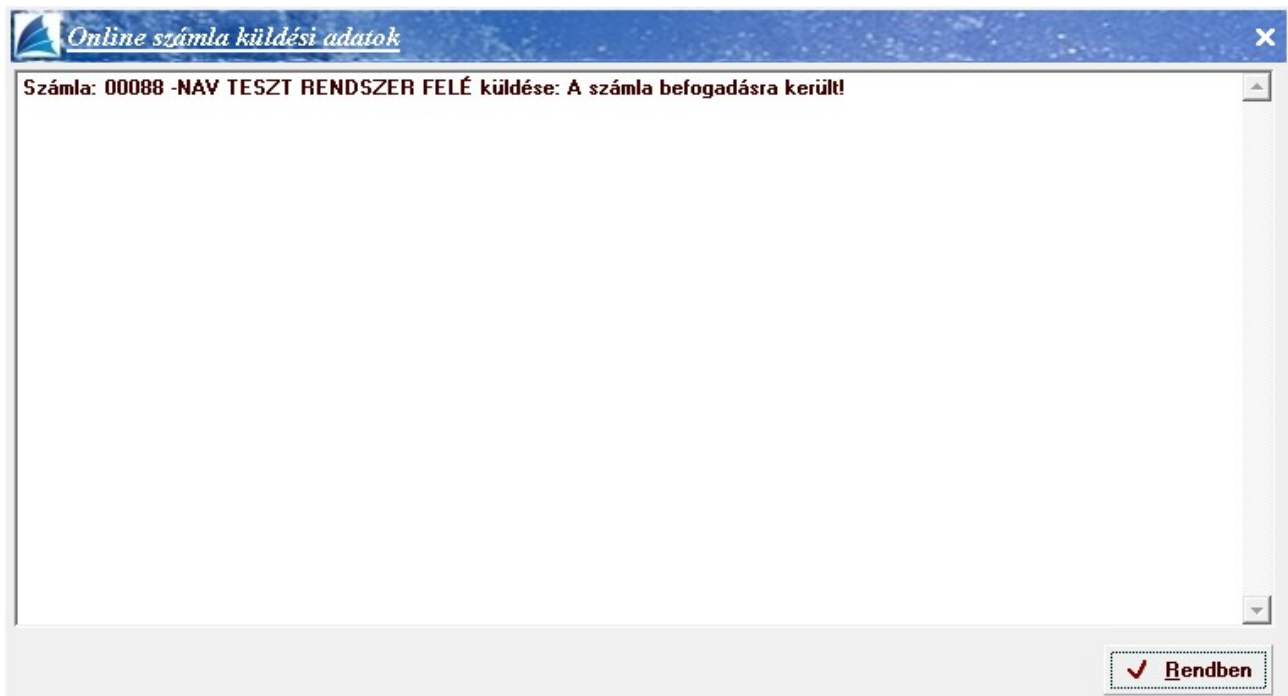 Online számla küldési adatok
Számla: 00088 -NAV TESZT RENDSZER FELÉ küldése: A számla befogadásra került!
Rendben